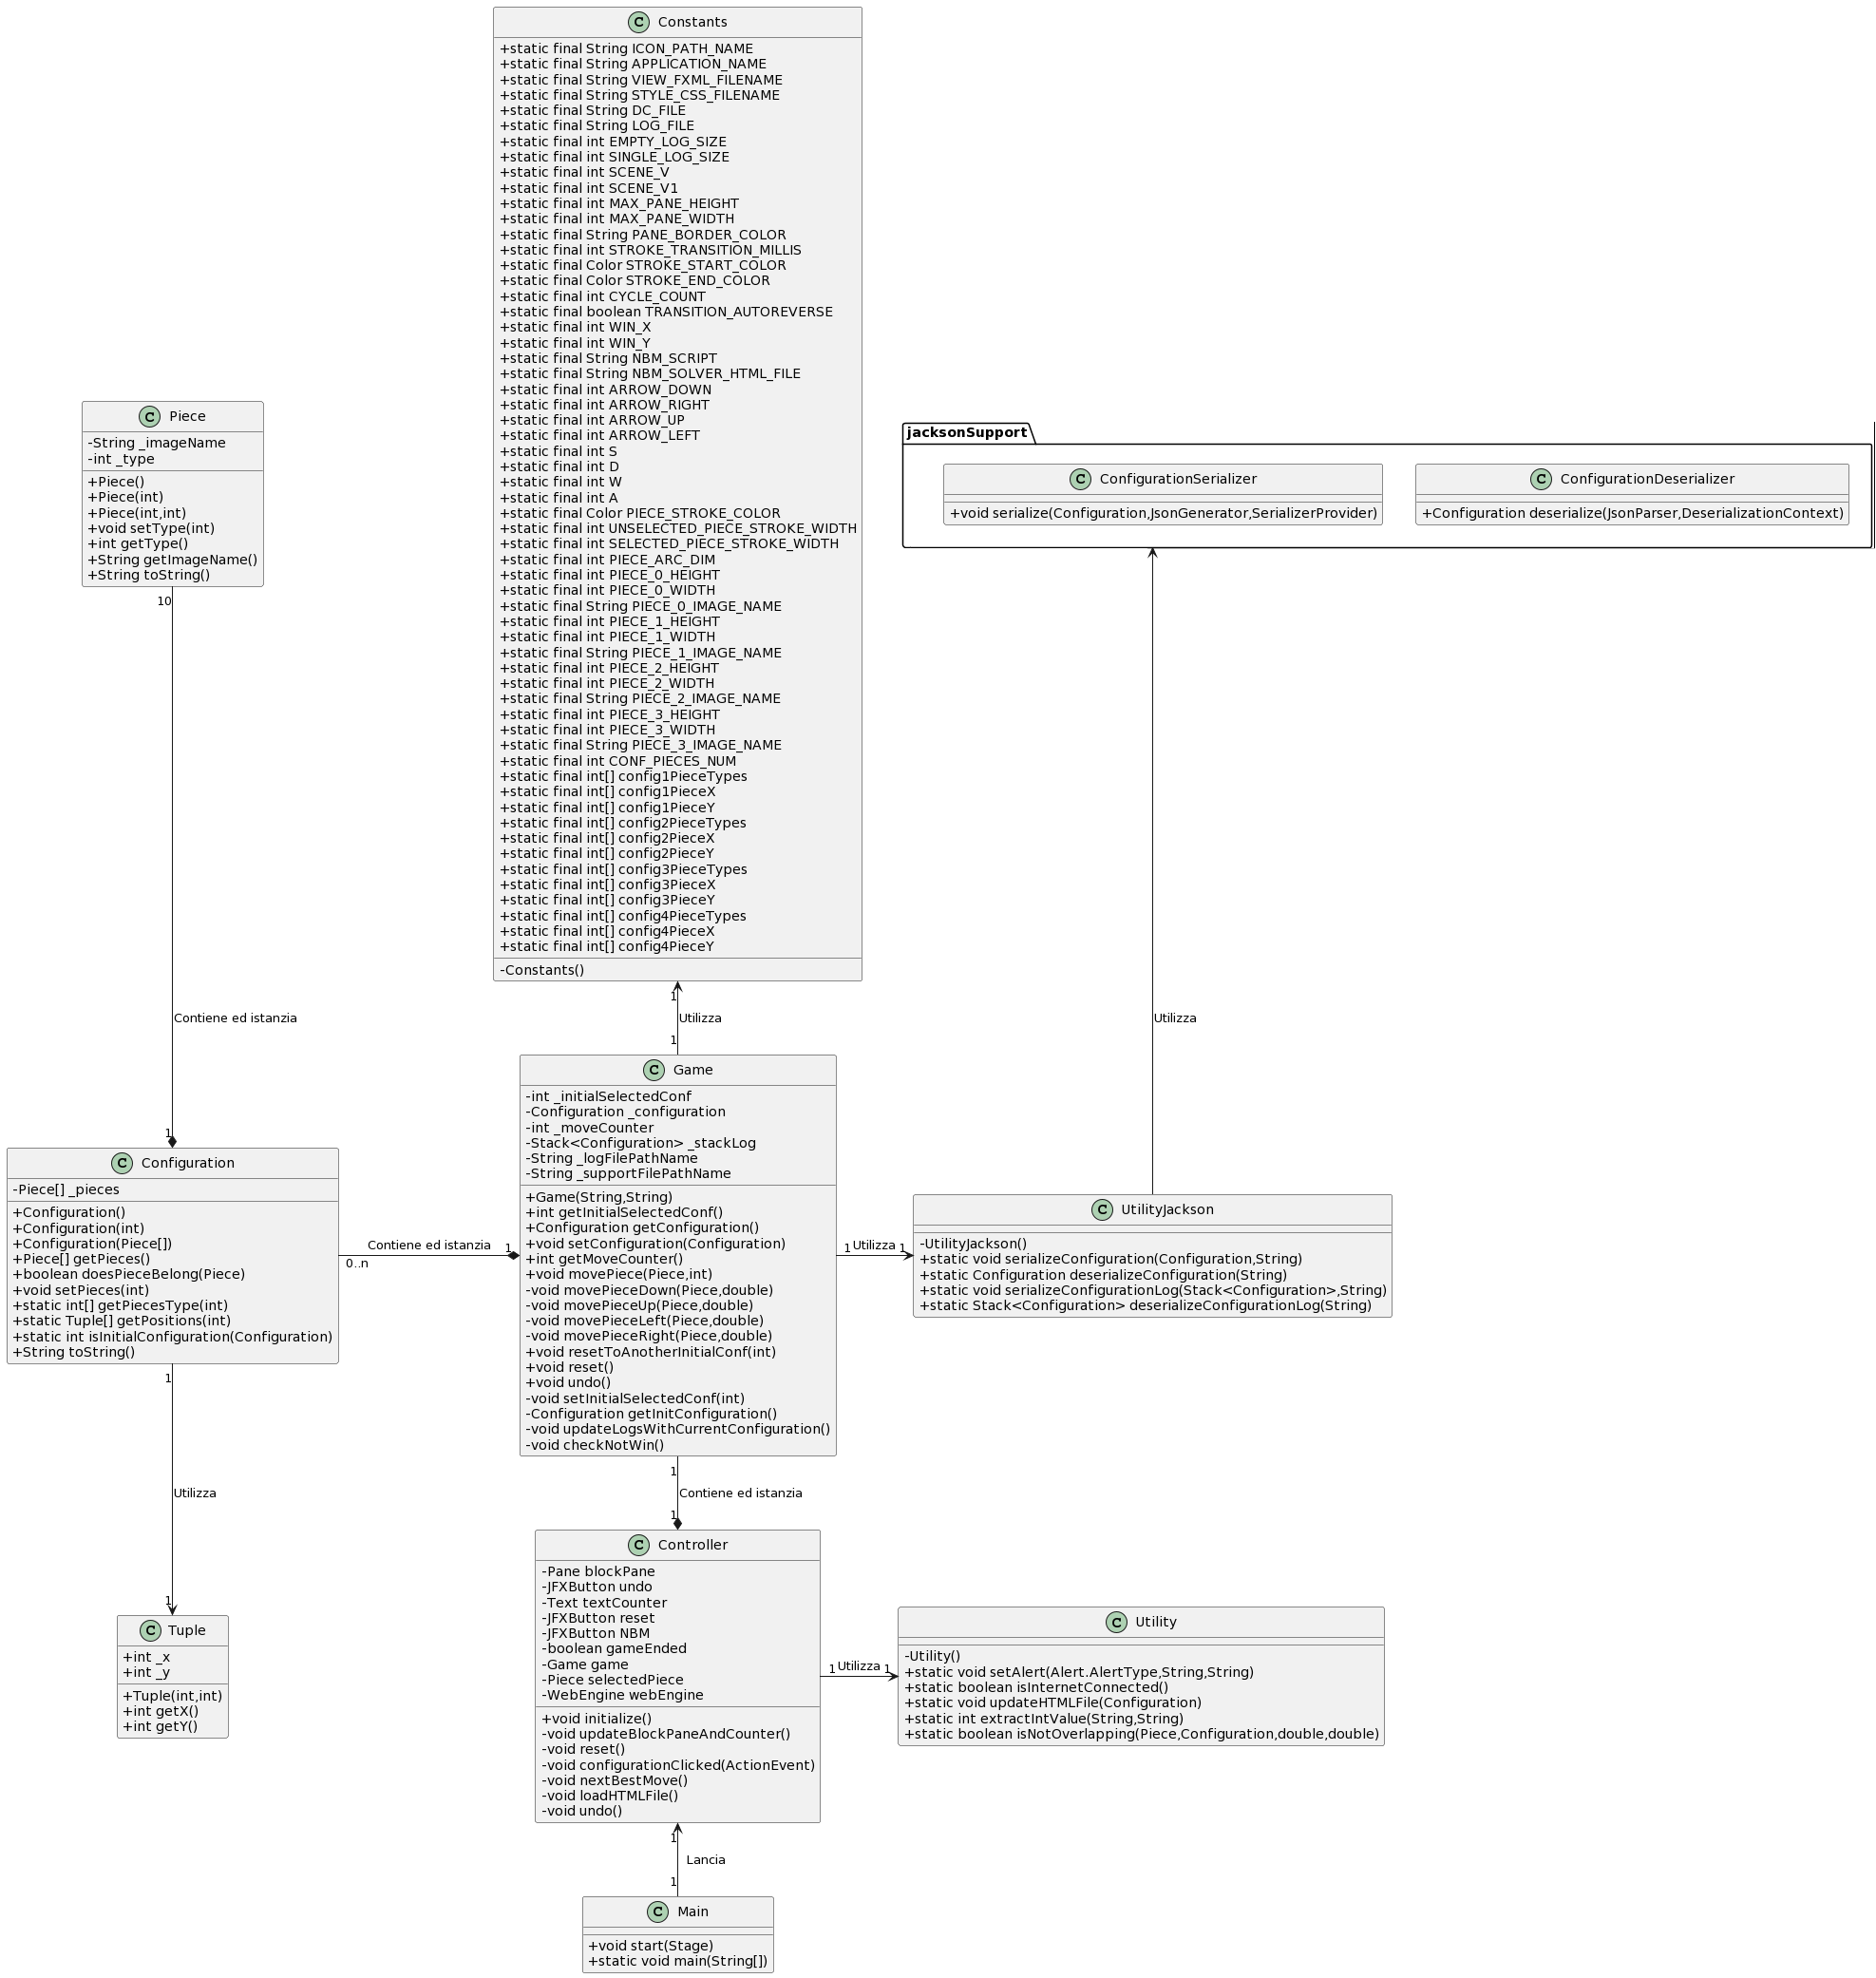 Constants
+static final String ICON_PATH_NAME
+static final String APPLICATION_NAME
+static final String VIEW_FXML_FILENAME
+static final String STYLE_CSS_FILENAME
+static final String DC_FILE
+static final String LOG_FILE
+static final int EMPTY_LOG_SIZE
+static final int SINGLE_LOG_SIZE
+static final int SCENE_V
+static final int SCENE_V1
+static final int MAX_PANE_HEIGHT
+static final int MAX_PANE_WIDTH
+static final String PANE_BORDER_COLOR
+static final int STROKE_TRANSITION_MILLIS
+static final Color STROKE_START_COLOR
+static final Color STROKE_END_COLOR
+static final int CYCLE_COUNT
+static final boolean TRANSITION_AUTOREVERSE
+static final int WIN_X
+static final int WIN_Y
+static final String NBM_SCRIPT
+static final String NBM_SOLVER_HTML_FILE
+static final int ARROW_DOWN
+static final int ARROW_RIGHT
+static final int ARROW_UP
+static final int ARROW_LEFT
+static final int S
+static final int D
+static final int W
+static final int A
+static final Color PIECE_STROKE_COLOR
+static final int UNSELECTED_PIECE_STROKE_WIDTH
+static final int SELECTED_PIECE_STROKE_WIDTH
+static final int PIECE_ARC_DIM
+static final int PIECE_0_HEIGHT
+static final int PIECE_0_WIDTH
+static final String PIECE_0_IMAGE_NAME
+static final int PIECE_1_HEIGHT
+static final int PIECE_1_WIDTH
+static final String PIECE_1_IMAGE_NAME
+static final int PIECE_2_HEIGHT
+static final int PIECE_2_WIDTH
+static final String PIECE_2_IMAGE_NAME
+static final int PIECE_3_HEIGHT
+static final int PIECE_3_WIDTH
+static final String PIECE_3_IMAGE_NAME
+static final int CONF_PIECES_NUM
+static final int[] config1PieceTypes
+static final int[] config1PieceX
+static final int[] config1PieceY
+static final int[] config2PieceTypes
+static final int[] config2PieceX
+static final int[] config2PieceY
+static final int[] config3PieceTypes
+static final int[] config3PieceX
+static final int[] config3PieceY
+static final int[] config4PieceTypes
+static final int[] config4PieceX
+static final int[] config4PieceY
-Constants()
Piece
-String _imageName
-int _type
+Piece()
+Piece(int)
+Piece(int,int)
+void setType(int)
+int getType()
+String getImageName()
+String toString()
jacksonSupport
ConfigurationSerializer
+void serialize(Configuration,JsonGenerator,SerializerProvider)
ConfigurationDeserializer
+Configuration deserialize(JsonParser,DeserializationContext)
10
Contiene ed istanzia
1
1
Utilizza
1
Utilizza
Configuration
-Piece[] _pieces
+Configuration()
+Configuration(int)
+Configuration(Piece[])
+Piece[] getPieces()
+boolean doesPieceBelong(Piece)
+void setPieces(int)
+static int[] getPiecesType(int)
+static Tuple[] getPositions(int)
+static int isInitialConfiguration(Configuration)
+String toString()
Contiene ed istanzia
1
0..n
Game
-int _initialSelectedConf
-Configuration _configuration
-int _moveCounter
-Stack<Configuration> _stackLog
-String _logFilePathName
-String _supportFilePathName
+Game(String,String)
+int getInitialSelectedConf()
+Configuration getConfiguration()
+void setConfiguration(Configuration)
+int getMoveCounter()
+void movePiece(Piece,int)
-void movePieceDown(Piece,double)
-void movePieceUp(Piece,double)
-void movePieceLeft(Piece,double)
-void movePieceRight(Piece,double)
+void resetToAnotherInitialConf(int)
+void reset()
+void undo()
-void setInitialSelectedConf(int)
-Configuration getInitConfiguration()
-void updateLogsWithCurrentConfiguration()
-void checkNotWin()
1
Utilizza
1
UtilityJackson
-UtilityJackson()
+static void serializeConfiguration(Configuration,String)
+static Configuration deserializeConfiguration(String)
+static void serializeConfigurationLog(Stack<Configuration>,String)
+static Stack<Configuration> deserializeConfigurationLog(String)
1
Utilizza
1
1
Contiene ed istanzia
1
Tuple
+int _x
+int _y
+Tuple(int,int)
+int getX()
+int getY()
Controller
-Pane blockPane
-JFXButton undo
-Text textCounter
-JFXButton reset
-JFXButton NBM
-boolean gameEnded
-Game game
-Piece selectedPiece
-WebEngine webEngine
+void initialize()
-void updateBlockPaneAndCounter()
-void reset()
-void configurationClicked(ActionEvent)
-void nextBestMove()
-void loadHTMLFile()
-void undo()
1
Utilizza
1
Utility
-Utility()
+static void setAlert(Alert.AlertType,String,String)
+static boolean isInternetConnected()
+static void updateHTMLFile(Configuration)
+static int extractIntValue(String,String)
+static boolean isNotOverlapping(Piece,Configuration,double,double)
1
Lancia
1
Main
+void start(Stage)
+static void main(String[])